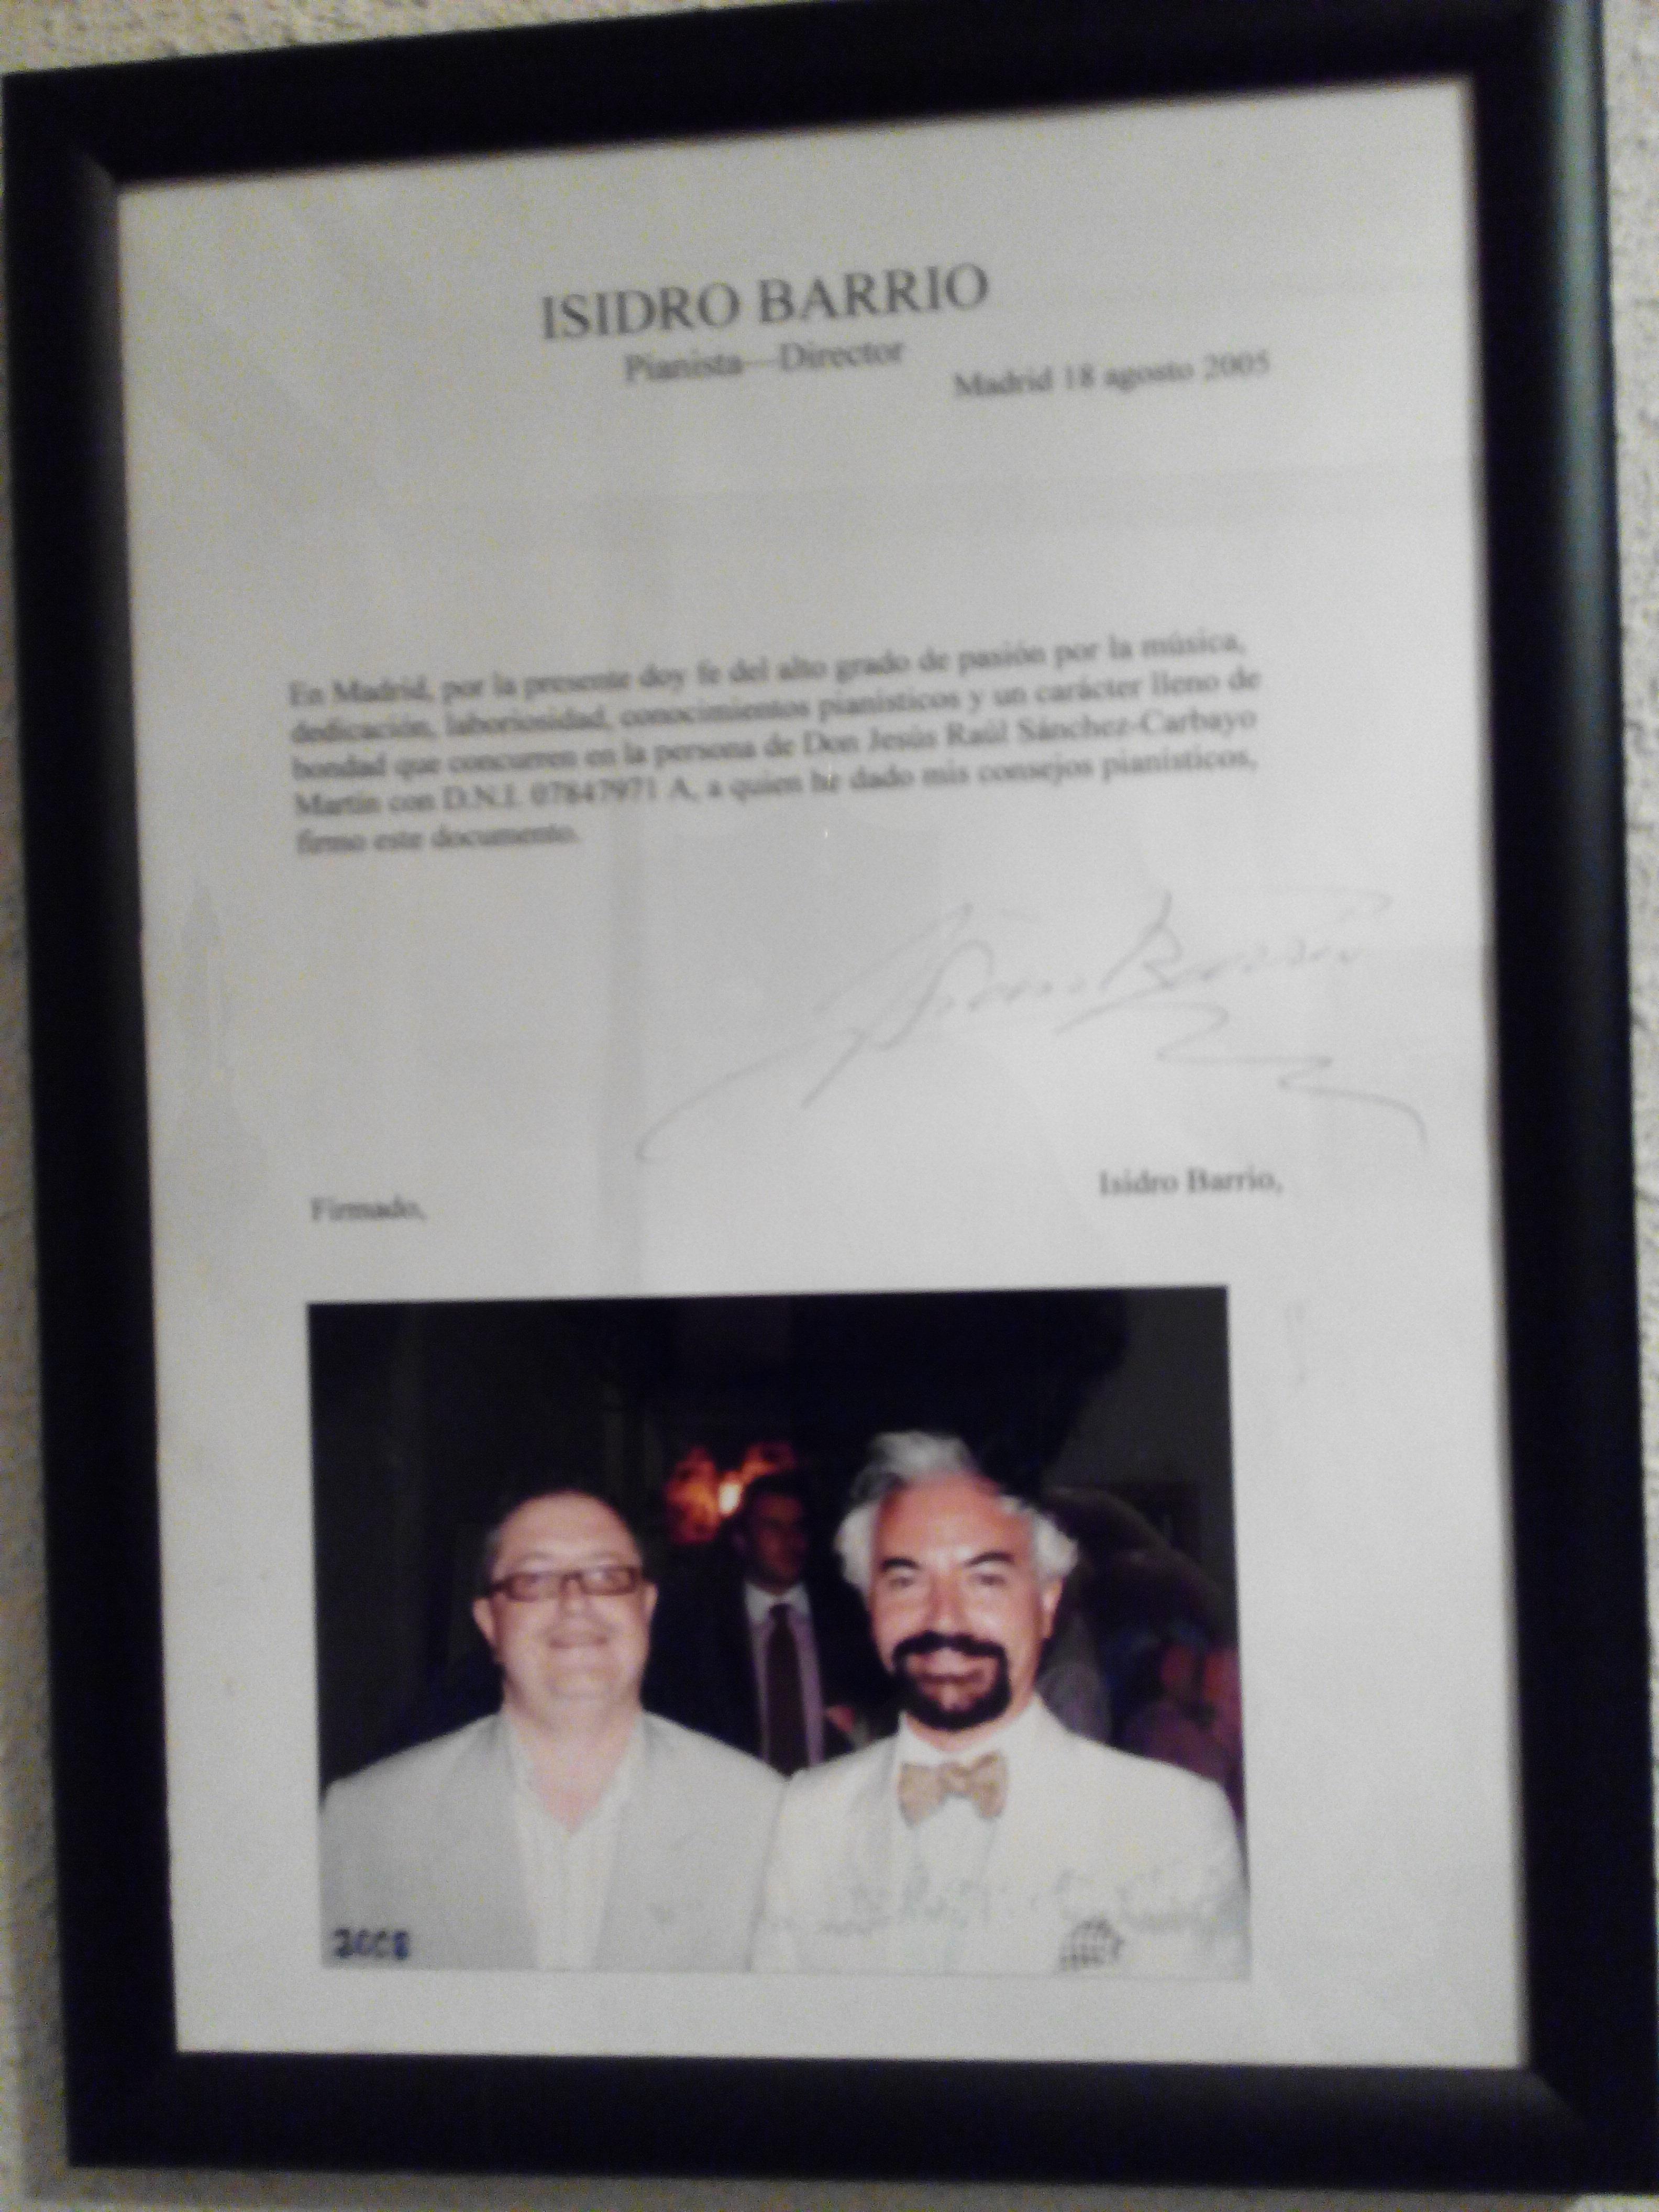 ISIDRO BARRIO
Pianista—Director
Madrid 18 agosto 2005
En Madrid, por la presente doy fe del alto grado de pasión por la música,
dedicación, laboriosidad, conocimientos pianísticos y un carácter lleno de
bondad que concurren en la persona de Don Jesús Raúl Sánchez-Carbayo
Martín con D.N.I. 07847971 A, a quien he dado mis consejos pianísticos,
firmo este documento.
Isidro Barrio
Firmado,
Isidro Barrio,
2008